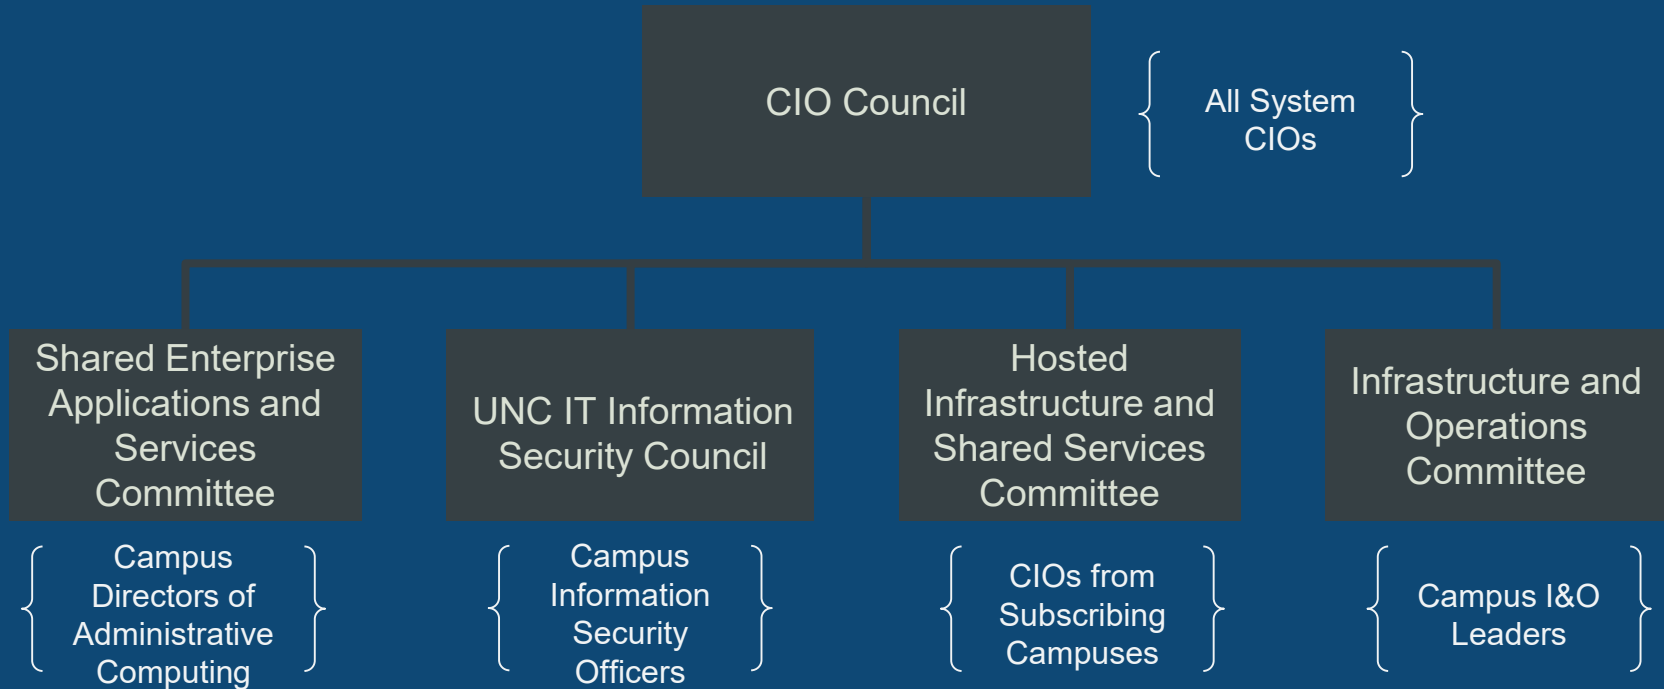 CIO Council
All System
CIOs
Shared Enterprise
Applications and
Services
Committee
UNC IT Information
Security Council
Hosted
Infrastructure and
Shared Services
Committee
Infrastructure and
Operations
Committee
Campus
Directors of
Administrative
Computing
Campus
Information
Security
Officers
CIOs from
Subscribing
Campuses
Campus I&O
Leaders